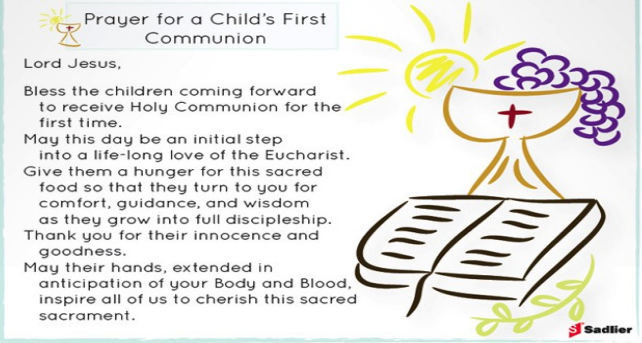 Prayer for a Child's First
Communion
Lord Jesus,
Bless the children coming forward
to receive Holy Communion for the
first time.
May this day be an initial step
into a life-long love of the Eucharist.
Give them a hunger for this sacred
food so that they turn to you for
comfort, guidance, and wisdom
as they grow into full discipleship.
Thank you for their innocence and
goodness.
May their hands, extended in
anticipation of your Body and Blood,
inspire all of us to cherish this sacred
sacrament.
S Sadlier